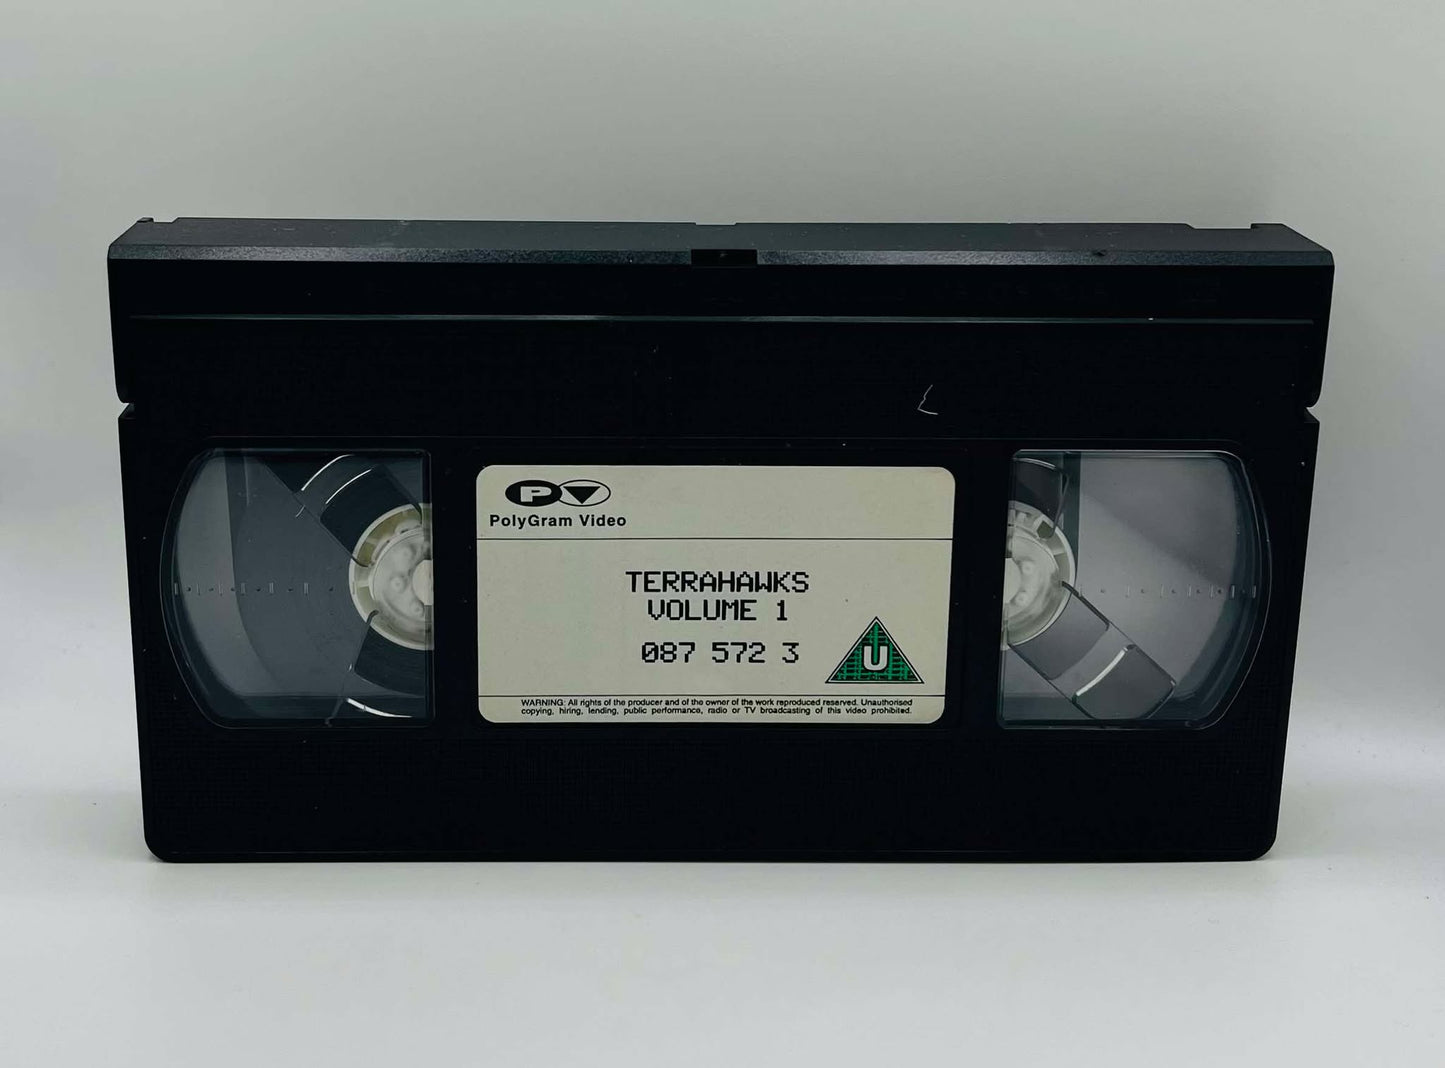 P
PolyGram Video
TERRAHAWKS
VOLUME 1
087 572 3
U
WARNING: All rights of the producer and of the owner of the work reproduced reserved. Unauthorised
copying, hiring, lending, public performance, radio or TV broadcasting of this video prohibited.